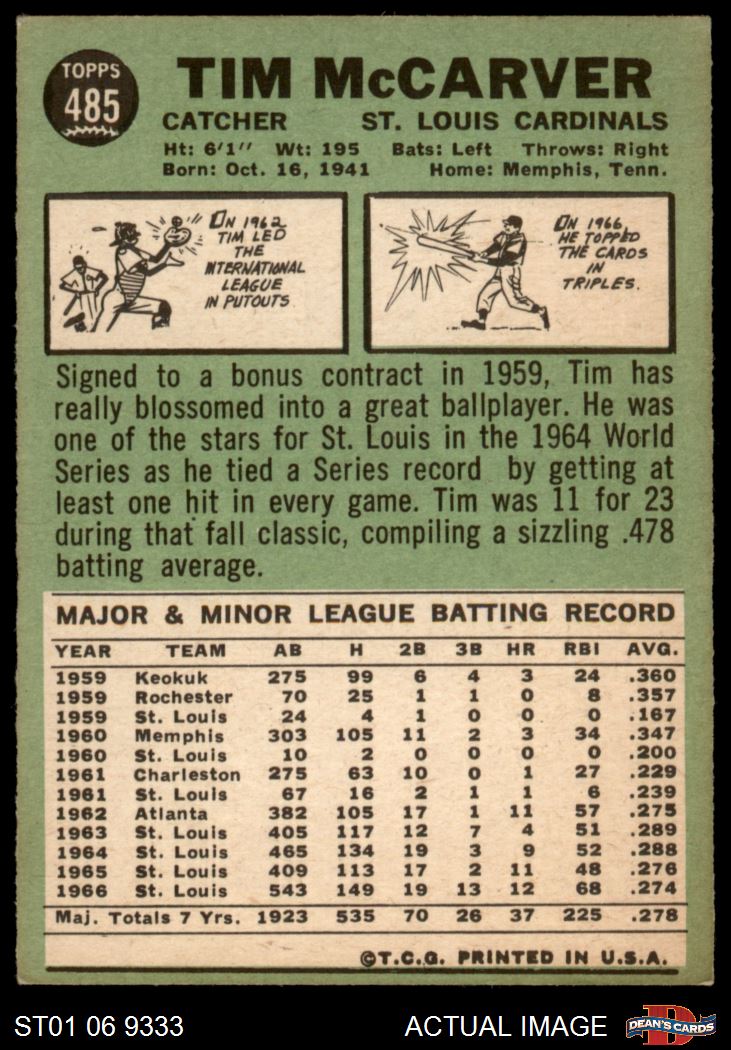 TOPPS
485
TIM McCARVER
CATCHER ST. LOUIS CARDINALS
Ht: 6'1" Wt: 195 Bats: Left Throws: Right
Born: Oct. 16, 1941 Home: Memphis, Tenn.
ON 1962
TIM LED
THE
INTERNATIONAL
LEAGUE
IN PUTOUTS
ON 1966,
HE TOPPED
THE CARDS
IN
TRIPLES.
Signed to a bonus contract in 1959, Tim has
really blossomed into a great ballplayer. He was
one of the stars for St. Louis in the 1964 World
Series as he tied a Series record by getting at
least one hit in every game. Tim was 11 for 23
during that fall classic, compiling a sizzling .478
batting average.
MAJOR & MINOR LEAGUE BATTING RECORD
YEAR TEAM AB H 2B 3B HR RBI AVG.
1959 Keokuk 275 99 6 4 3 24 .360
1959 Rochester 70 25 1 1 0 8 .357
1959 St. Louis 24 4 1 0 0 0 .167
1960 Memphis 303 105 11 2 3 34 .347
1960 St. Louis 10 2 0 0 0 0 .200
1961 Charleston 275 63 10 0 1 27 .229
1961 St. Louis 67 16 2 1 1 6 .239
1962 Atlanta 382 105 17 1 11 57 .275
1963 St. Louis 405 117 12 7 4 51 .289
1964 St. Louis 465 134 19 3 9 52 .288
1965 St. Louis 409 113 17 2 11 48 .276
1966 St. Louis 543 149 19 13 12 68 .274
Maj. Totals 7 Yrs. 1923 535 70 26 37 225 .278
©T.C.G. PRINTED IN U.S.A.
ST01 06 9333 ACTUAL IMAGE
D
DEAN'S CARDS